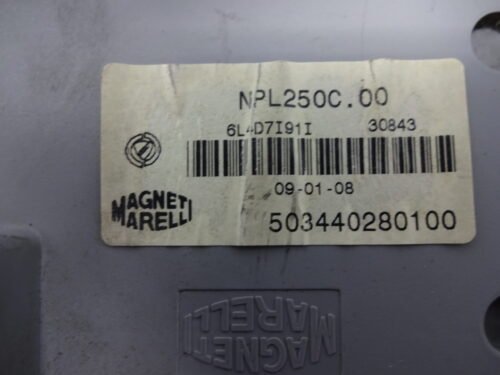 NPL250C.00
6L4D7I91I 30843
09-01-08
MAGNETI
MARELLI
503440280100
MAGNETI
MARELLI